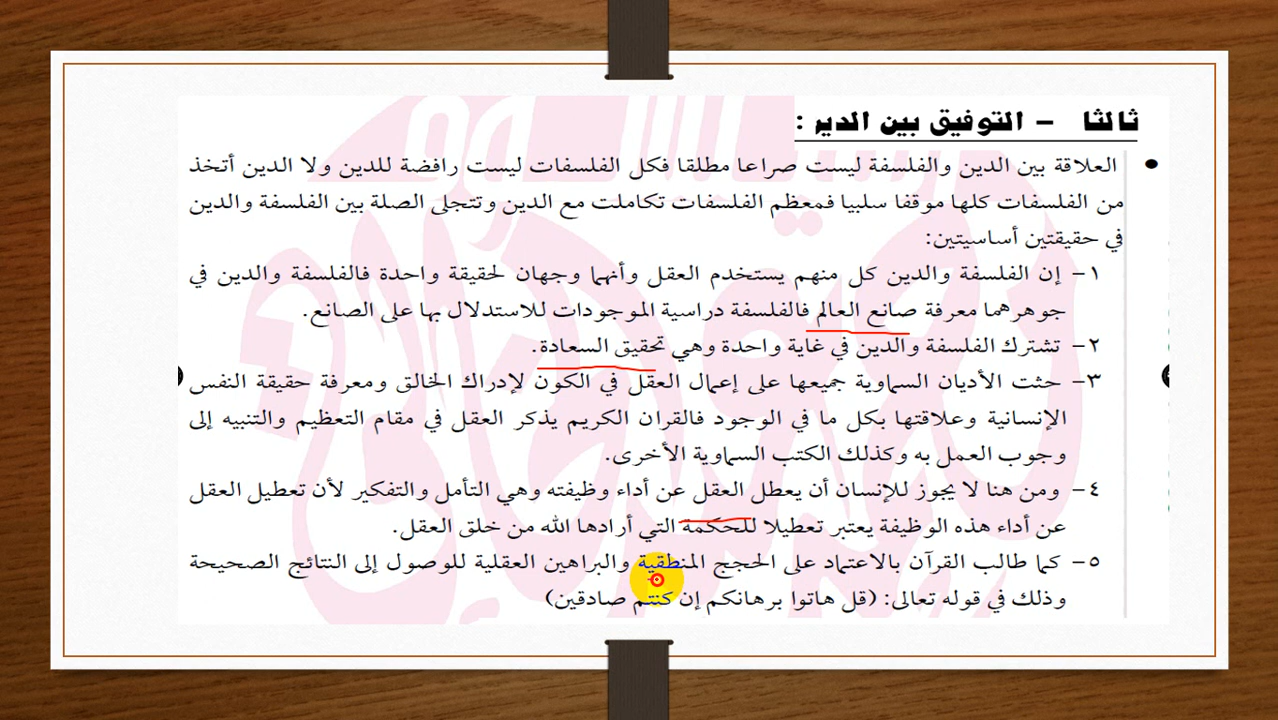 ثالثا - التوفيق بين الدين :
• العلاقة بين الدين والفلسفة ليست صراعا مطلقا فكل الفلسفات ليست رافضة للدين ولا الدين أتخذ
من الفلسفات كلها موقفا سلبيا فمعظم الفلسفات تكاملت مع الدين وتتجلى الصلة بين الفلسفة والدين
في حقيقتين أساسيتين:
١- إن الفلسفة والدين كل منهم يستخدم العقل وأنهما وجهان لحقيقة واحدة فالفلسفة والدين في
جوهرهما معرفة صانع العالم فالفلسفة دراسية الموجودات للاستدلال بها على الصانع.
٢- تشترك الفلسفة والدين في غاية واحدة وهي تحقيق السعادة.
٣- حثت الأديان السماوية جميعها على إعمال العقل في الكون لإدراك الخالق ومعرفة حقيقة النفس
الإنسانية وعلاقتها بكل ما في الوجود فالقران الكريم يذكر العقل في مقام التعظيم والتنبيه إلى
وجوب العمل به وكذلك الكتب السماوية الأخرى.
٤- ومن هنا لا يجوز للإنسان أن يعطل العقل عن أداء وظيفته وهي التأمل والتفكير لأن تعطيل العقل
عن أداء هذه الوظيفة يعتبر تعطيلا للحكمة التي أرادها الله من خلق العقل.
٥- كما طالب القرآن بالاعتماد على الحجج المنطقية والبراهين العقلية للوصول إلى النتائج الصحيحة
وذلك في قوله تعالى: (قل هاتوا برهانكم إن كنتم صادقين)